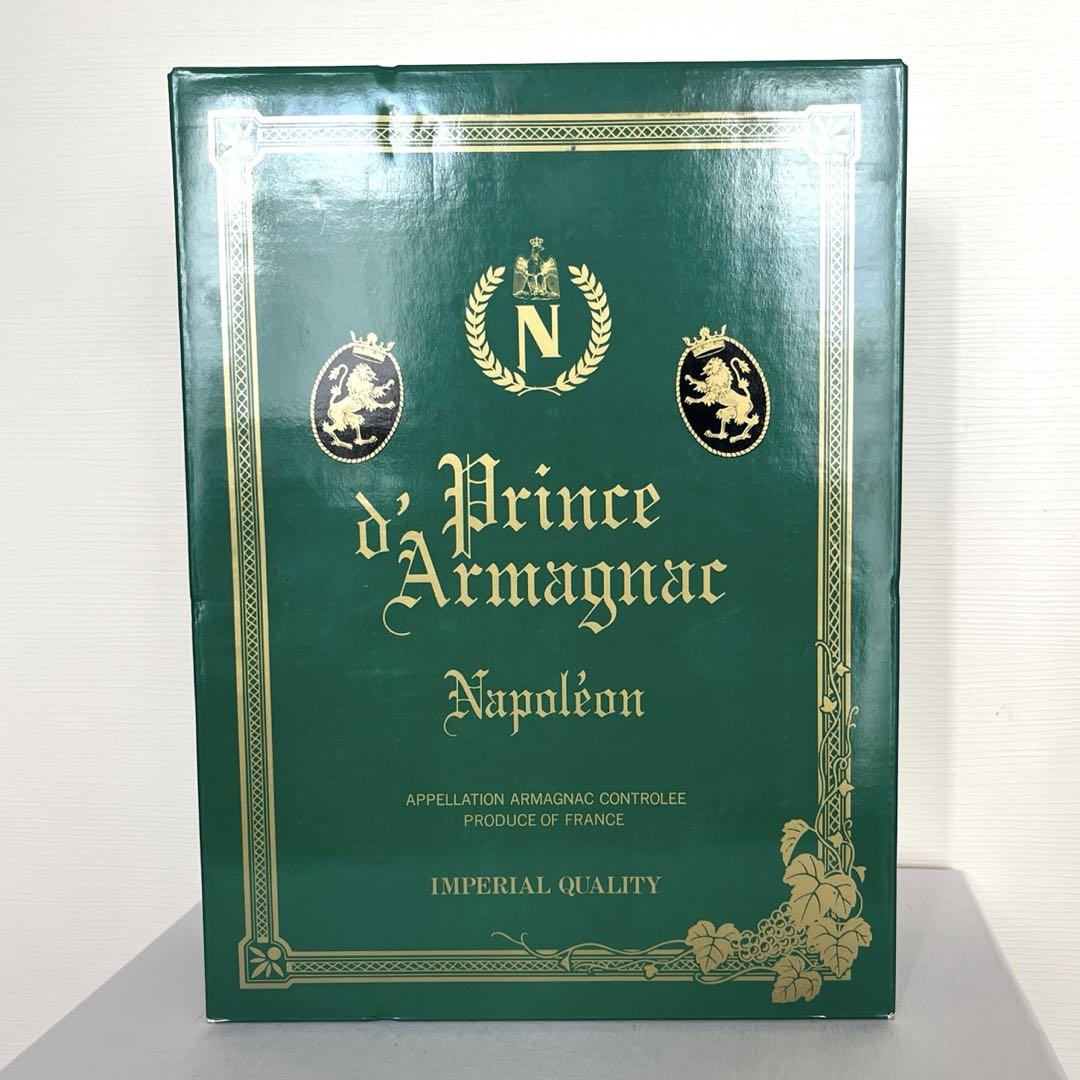 N
Prince
d'Armagnac
Napoléon
APPELLATION ARMAGNAC CONTROLEE
PRODUCE OF FRANCE
IMPERIAL QUALITY